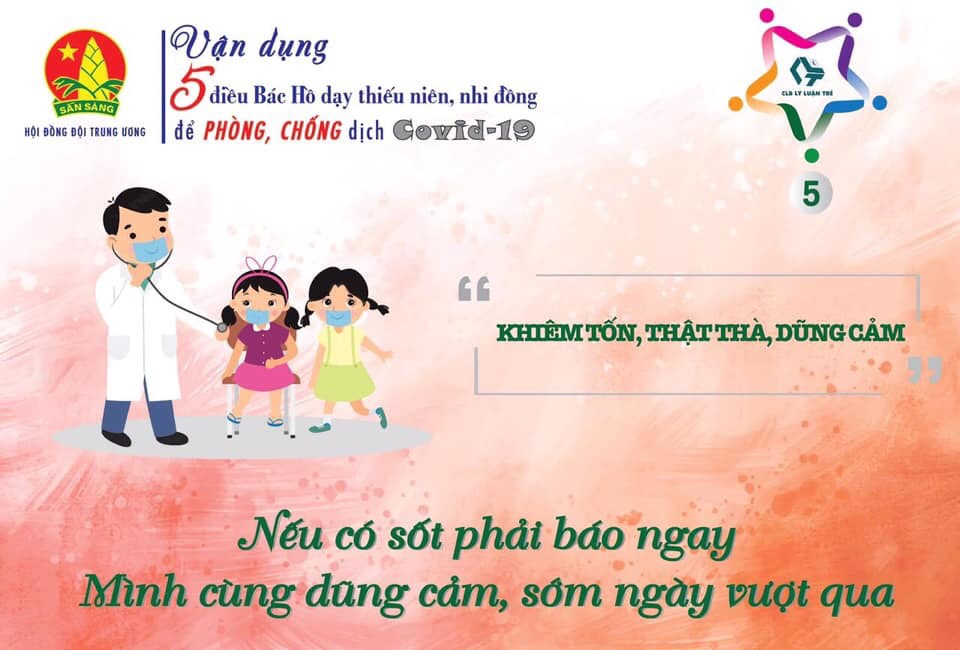 SẴN SÀNG
HỘI ĐỒNG ĐỘI TRUNG ƯƠNG
Vận dụng
5 điều Bác Hồ dạy thiếu niên, nhi đồng
để PHÒNG, CHỐNG dịch Covid-19
CLB LÝ LUẬN TRẺ
5
“
KHIÊM TỐN, THẬT THÀ, DŨNG CẢM
”
Nếu có sốt phải báo ngay
Mình cùng dũng cảm, sớm ngày vượt qua